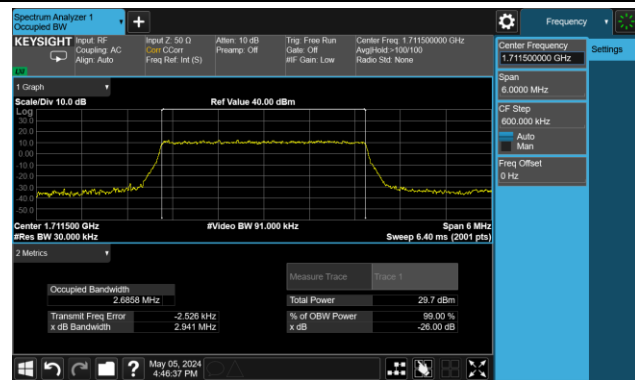 Spectrum Analyzer 1
Occupied BW
Frequency
KEYSIGHT
Input: RF
Coupling: AC
Align: Auto
Input Z: 50 Ω
Corr CCorr
Freq Ref: Int (S)
Atten: 10 dB
Preamp: Off
Trig: Free Run
Gate: Off
#IF Gain: Low
Center Freq: 1.711500000 GHz
Avg|Hold:>100/100
Radio Std: None
Center Frequency
1.711500000 GHz
Settings
Span
6.0000 MHz
CF Step
600.000 kHz
Auto
Man
Freq Offset
0 Hz
1 Graph
Scale/Div 10.0 dB
Ref Value 40.00 dBm
Log
30.0
20.0
10.0
0.00
-10.0
-20.0
-30.0
-40.0
-50.0
Center 1.711500 GHz
#Video BW 91.000 kHz
Span 6 MHz
#Res BW 30.000 kHz
Sweep 6.40 ms (2001 pts)
2 Metrics
Measure Trace
Trace 1
Occupied Bandwidth
2.6858 MHz
Total Power
29.7 dBm
Transmit Freq Error
-2.526 kHz
% of OBW Power
99.00 %
x dB Bandwidth
2.941 MHz
x dB
-26.00 dB
May 05, 2024
4:46:37 PM